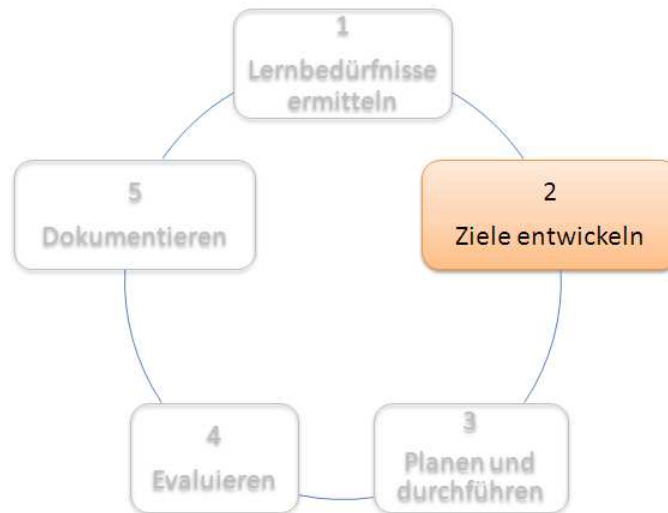 1
Lernbedürfnisse
ermitteln
2
Ziele entwickeln
3
Planen und
durchführen
4
Evaluieren
5
Dokumentieren